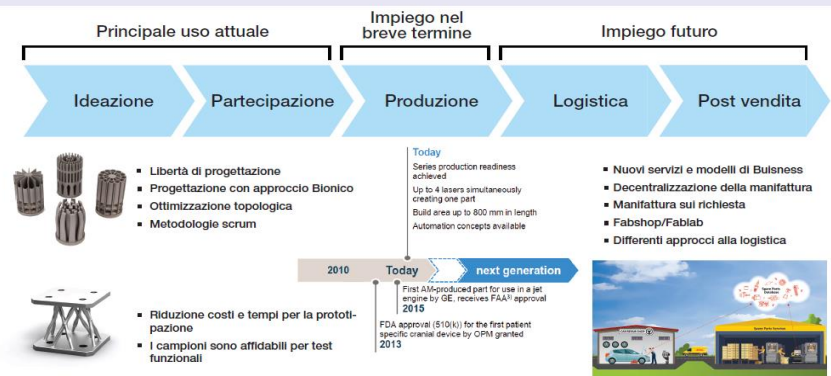 Principale uso attuale
Impiego nel
breve termine
Impiego futuro
Ideazione
Partecipazione
Produzione
Logistica
Post vendita
▪ Libertà di progettazione
▪ Progettazione con approccio Bionico
▪ Ottimizzazione topologica
▪ Metodologie scrum
Today
Series production readiness
achieved
Up to 4 lasers simultaneously
creating one part
Build area up to 800 mm in length
Automation concepts available
▪ Nuovi servizi e modelli di Buisness
▪ Decentralizzazione della manifattura
▪ Manifattura sui richiesta
▪ Fabshop/Fablab
▪ Differenti approcci alla logistica
2010
Today
next generation
First AM-produced part for use in a jet
engine by GE, receives FAA³⁾ approval
2015
FDA approval (510(k)) for the first patient
specific cranial device by OPM granted
2013
▪ Riduzione costi e tempi per la prototi-
pazione
▪ I campioni sono affidabili per test
funzionali
Spare Parts